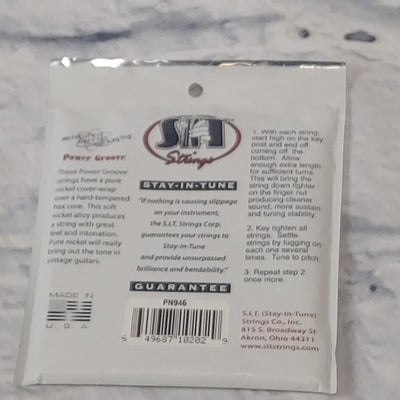 S.I.T
Strings
Power Groove
These Power Groove
strings have a pure
nickel cover-wrap
over a hard-tempered
hex core. This soft
nickel alloy produces
a string with great
feel and intonation.
Pure nickel will really
bring out the tone in
vintage guitars.
MADE IN
U.S.A.
STAY-IN-TUNE
"If nothing is causing slippage
on your instrument,
the S.I.T. Strings Corp.
guarantees your strings to
Stay-In-Tune
and provide unsurpassed
brilliance and bendability."
GUARANTEE
PN946
5 49687 10202 9
1. With each string,
start high on the key
post and end off
coming off the
bottom. Allow
enough extra length
for sufficient turns.
This will bring the
string down tighter
on the finger nut
producing cleaner
sound, more sustain
and tuning stability.
2. Key tighten all
strings. Settle
strings by tugging on
each one several
times. Tune to pitch.
3. Repeat step 2
once more.
S.I.T. (Stay-In-Tune)
Strings Co., Inc.
815 S. Broadway St
Akron, Ohio 44311
www.sitstrings.com